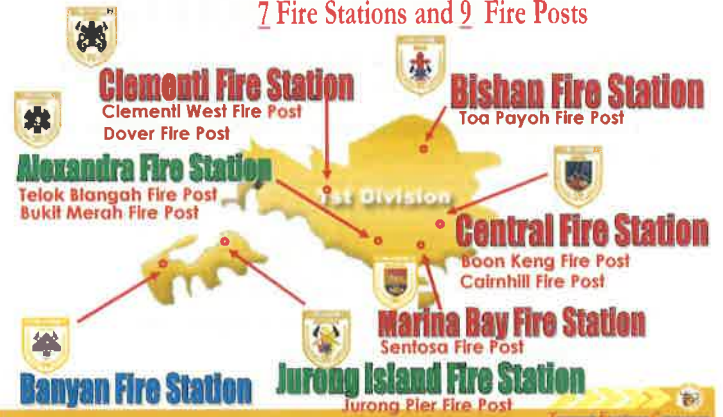 7 Fire Stations and 9 Fire Posts
Clementi Fire Station
Clementi West Fire Post
Dover Fire Post
Bishan Fire Station
Toa Payoh Fire Post
Alexandra Fire Station
Telok Blangah Fire Post
Bukit Merah Fire Post
1st Division
Central Fire Station
Boon Keng Fire Post
Cairnhill Fire Post
Marina Bay Fire Station
Sentosa Fire Post
Banyan Fire Station
Jurong Island Fire Station
Jurong Pier Fire Post